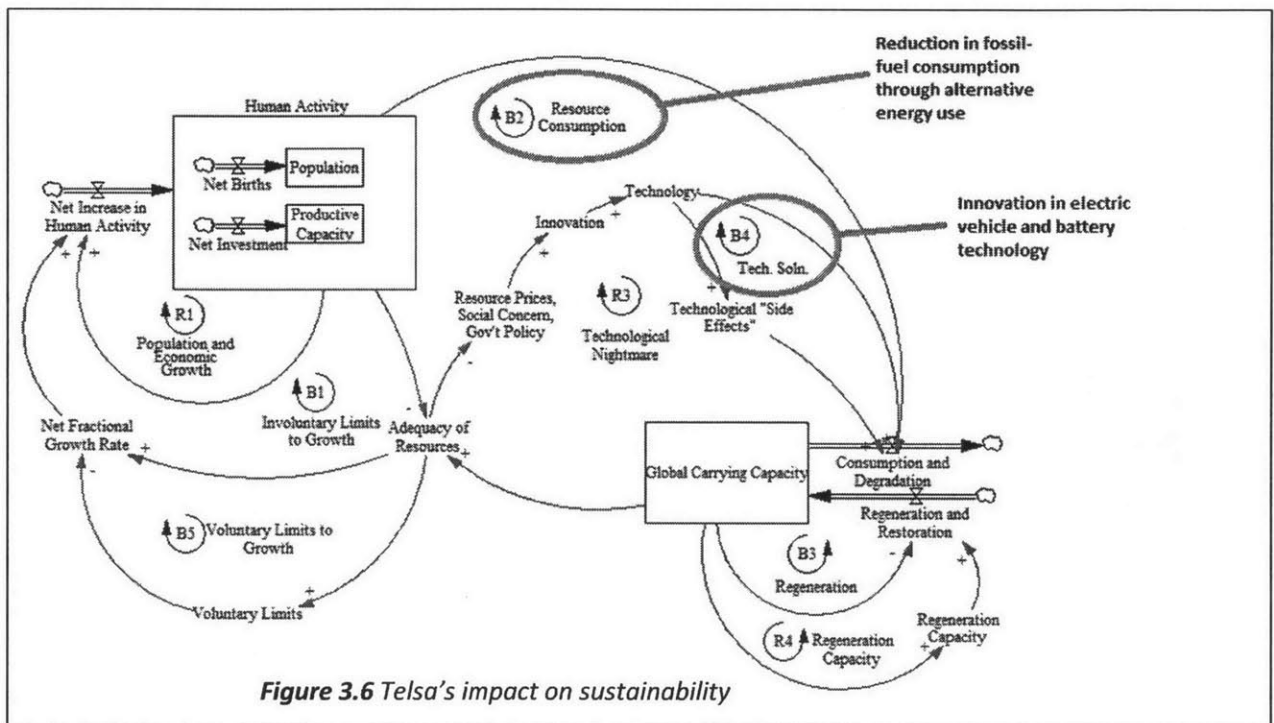 Reduction in fossil-
fuel consumption
through alternative
energy use
Human Activity
B2
Resource
Consumption
Population
Net Births
Technology
Net Increase in
Human Activity
Productive
Capacity
Net Investment
Innovation
+
Innovation in electric
vehicle and battery
technology
B4
Tech. Soln.
+
+
+
+
R1
Population and
Economic
Growth
Resource Prices,
Social Concern,
Gov't Policy
R3
Technological
Nightmare
Technological "Side
Effects"
-
B1
Involuntary Limits
to Growth
-
Net Fractional
Growth Rate
+
-
Adequacy of
Resources
+
Global Carrying Capacity
+
Consumption and
Degradation
Regeneration and
Restoration
B5
Voluntary Limits to
Growth
B3
Regeneration
-
+
+
Voluntary Limits
R4
Regeneration
Capacity
+
Regeneration
Capacity
Figure 3.6 Telsa's impact on sustainability